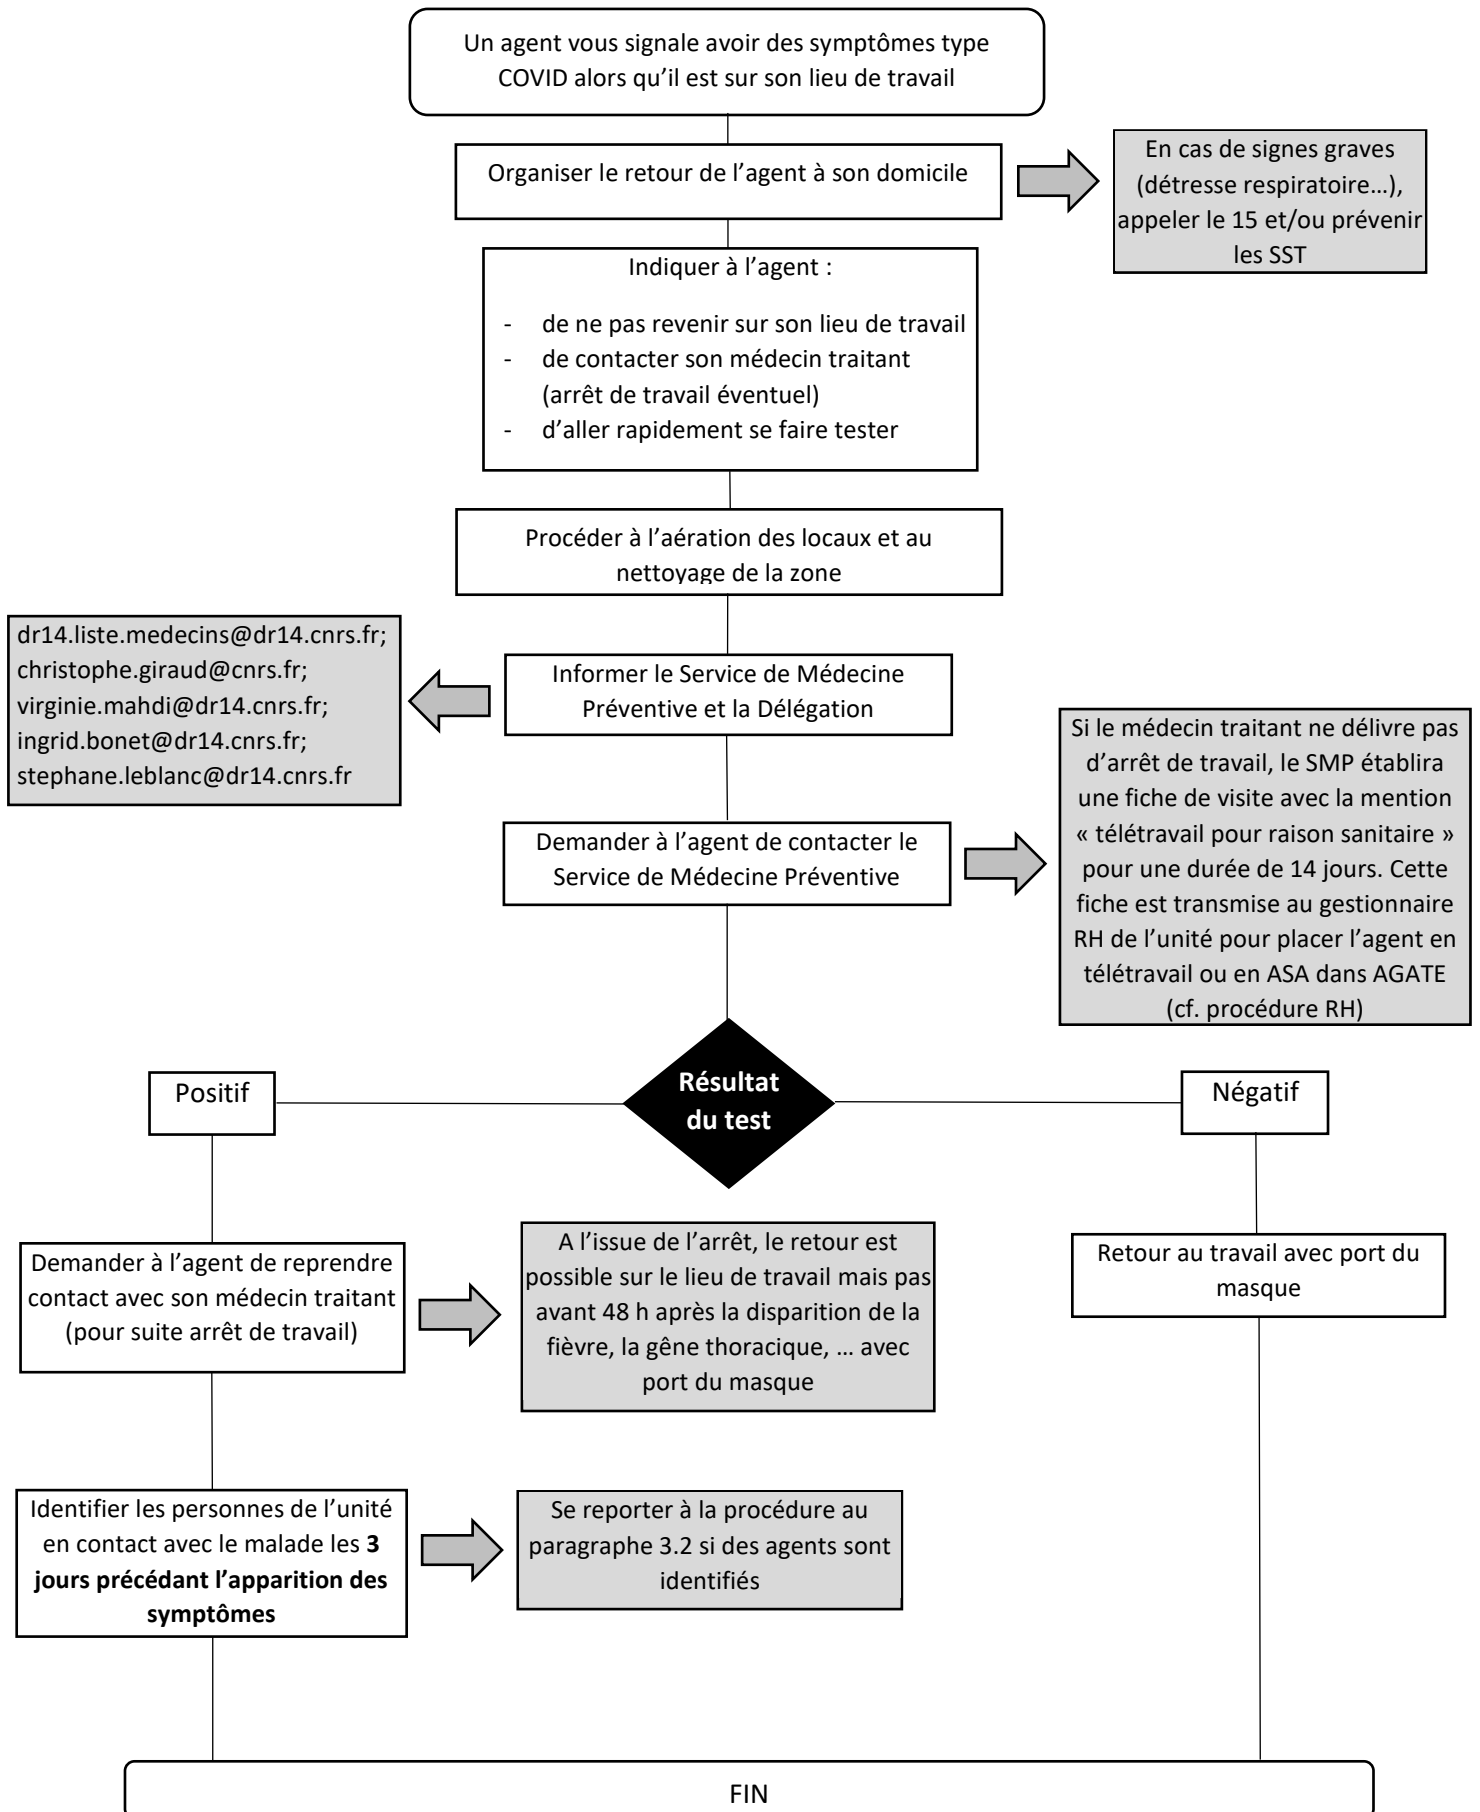 Un agent vous signale avoir des symptômes type
COVID alors qu’il est sur son lieu de travail
Organiser le retour de l’agent à son domicile
En cas de signes graves
(détresse respiratoire…),
appeler le 15 et/ou prévenir
les SST
Indiquer à l’agent :
- de ne pas revenir sur son lieu de travail
- de contacter son médecin traitant
(arrêt de travail éventuel)
- d’aller rapidement se faire tester
Procéder à l’aération des locaux et au
nettoyage de la zone
dr14.liste.medecins@dr14.cnrs.fr;
christophe.giraud@cnrs.fr;
virginie.mahdi@dr14.cnrs.fr;
ingrid.bonet@dr14.cnrs.fr;
stephane.leblanc@dr14.cnrs.fr
Informer le Service de Médecine
Préventive et la Délégation
Demander à l’agent de contacter le
Service de Médecine Préventive
Si le médecin traitant ne délivre pas
d’arrêt de travail, le SMP établira
une fiche de visite avec la mention
« télétravail pour raison sanitaire »
pour une durée de 14 jours. Cette
fiche est transmise au gestionnaire
RH de l’unité pour placer l’agent en
télétravail ou en ASA dans AGATE
(cf. procédure RH)
Résultat
du test
Positif
Négatif
Demander à l’agent de reprendre
contact avec son médecin traitant
(pour suite arrêt de travail)
A l’issue de l’arrêt, le retour est
possible sur le lieu de travail mais pas
avant 48 h après la disparition de la
fièvre, la gêne thoracique, … avec
port du masque
Retour au travail avec port du
masque
Identifier les personnes de l’unité
en contact avec le malade les 3
jours précédant l’apparition des
symptômes
Se reporter à la procédure au
paragraphe 3.2 si des agents sont
identifiés
FIN